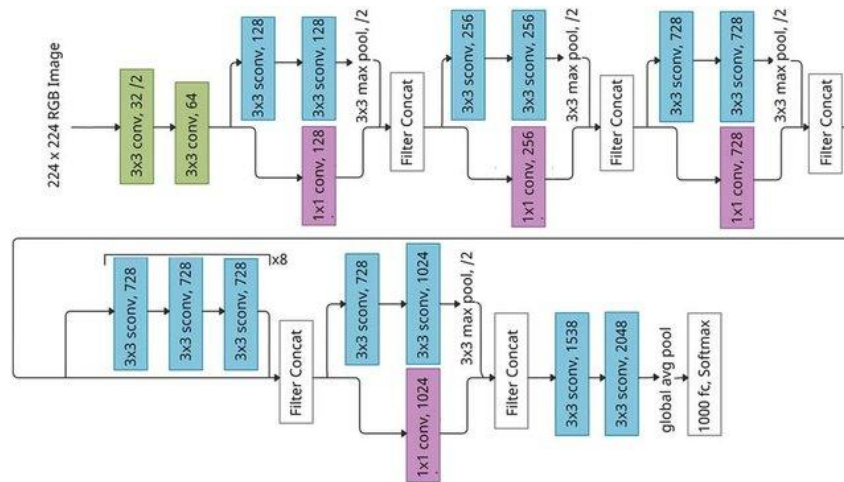 224 x 224 RGB Image
3x3 conv, 32 /2
3x3 conv, 64
3x3 sconv, 128
3x3 sconv, 128
3x3 max pool, /2
1x1 conv, 128
Filter Concat
3x3 sconv, 256
3x3 sconv, 256
3x3 max pool, /2
1x1 conv, 256
Filter Concat
3x3 sconv, 728
3x3 sconv, 728
3x3 max pool, /2
1x1 conv, 728
Filter Concat
3x3 sconv, 728
3x3 sconv, 728
3x3 sconv, 728
x8
Filter Concat
3x3 sconv, 728
3x3 sconv, 1024
3x3 max pool, /2
1x1 conv, 1024
Filter Concat
3x3 sconv, 1538
3x3 sconv, 2048
global avg pool
1000 fc, Softmax